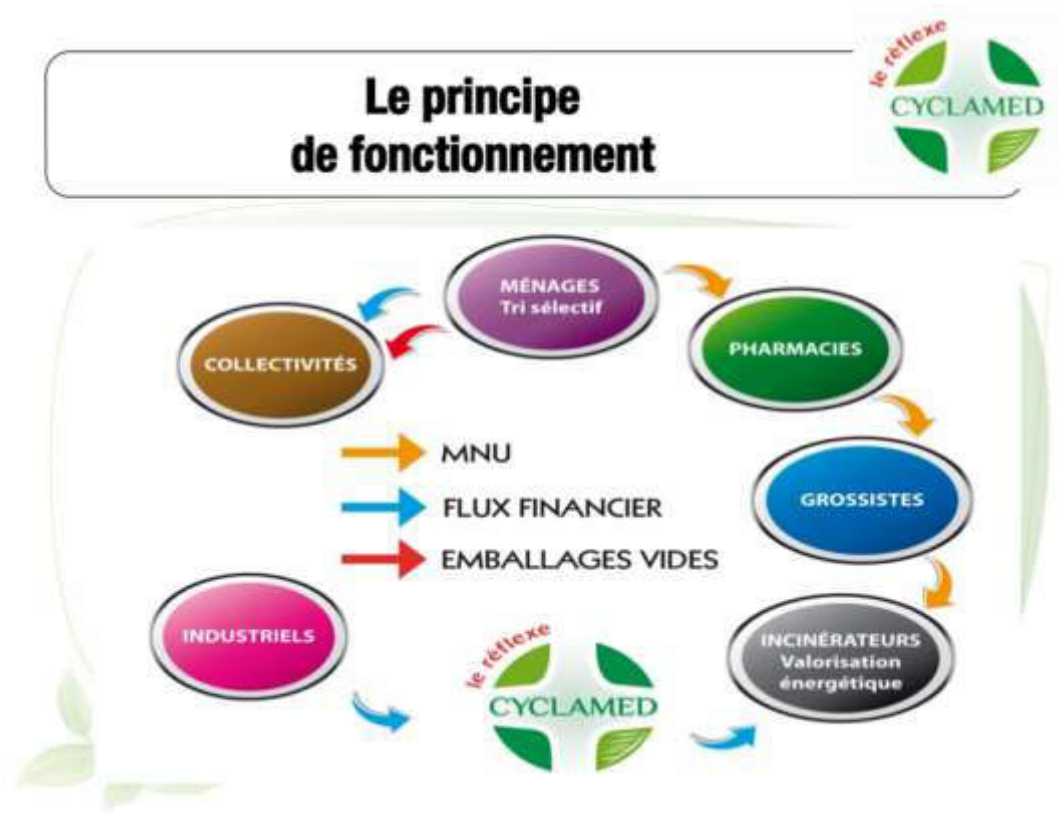 Le principe
de fonctionnement
le réflexe
CYCLAMED
MÉNAGES
Tri sélectif
COLLECTIVITÉS
PHARMACIES
MNU
FLUX FINANCIER
EMBALLAGES VIDES
GROSSISTES
INDUSTRIELS
le réflexe
CYCLAMED
INCINÉRATEURS
Valorisation
énergétique